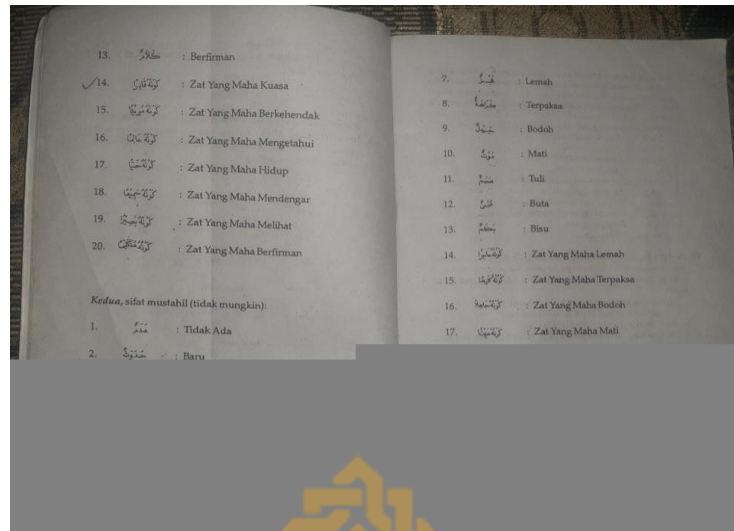 13. كَلَامٌ : Berfirman
14. كَوْنُهُ قَادِرًا : Zat Yang Maha Kuasa
15. كَوْنُهُ مُرِيْدًا : Zat Yang Maha Berkehendak
16. كَوْنُهُ عَالِمًا : Zat Yang Maha Mengetahui
17. كَوْنُهُ حَيًّا : Zat Yang Maha Hidup
18. كَوْنُهُ سَمِيْعًا : Zat Yang Maha Mendengar
19. كَوْنُهُ بَصِيْرًا : Zat Yang Maha Melihat
20. كَوْنُهُ مُتَكَلِّمًا : Zat Yang Maha Berfirman
Kedua, sifat mustahil (tidak mungkin):
1. عَدَمٌ : Tidak Ada
2. حُدُوْثٌ : Baru
7. : Lemah
8. : Terpaksa
9. : Bodoh
10. مَوْتٌ : Mati
11. : Tuli
12. : Buta
13. : Bisu
14. : Zat Yang Maha Lemah
15. : Zat Yang Maha Terpaksa
16. : Zat Yang Maha Bodoh
17. : Zat Yang Maha Mati